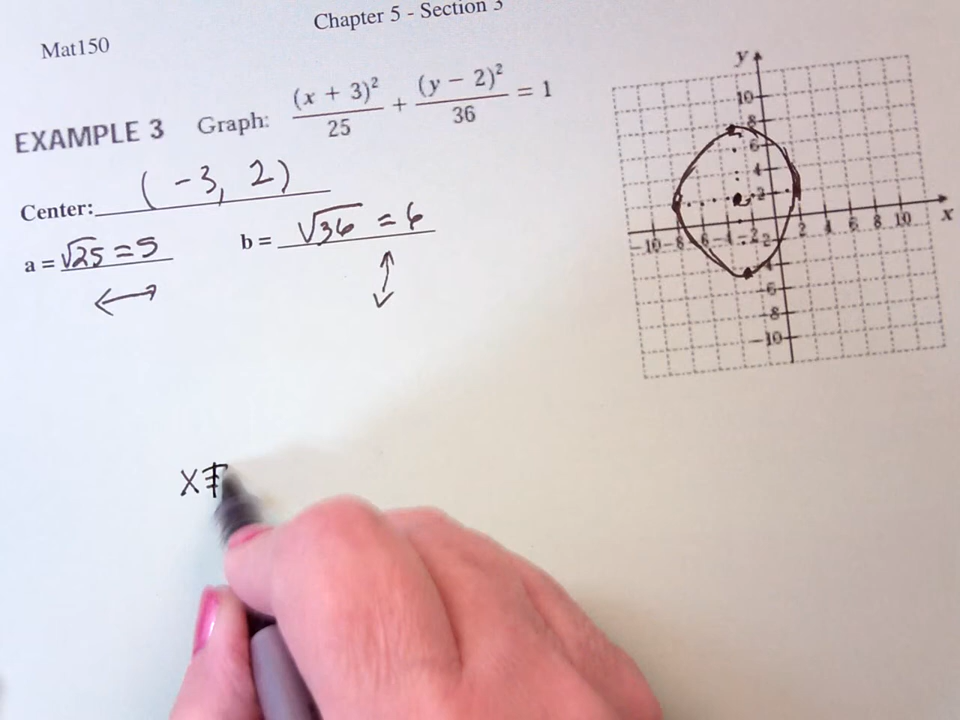 Chapter 5 - Section 3
Mat150
EXAMPLE 3 Graph: (x + 3)²/25 + (y − 2)²/36 = 1
Center: (-3, 2)
a = √25 = 5 b = √36 = 6
y
10
8
6
4
2
-10 -8 -6 -4 -2 2 4 6 8 10 x
-4
-6
-8
-10
X